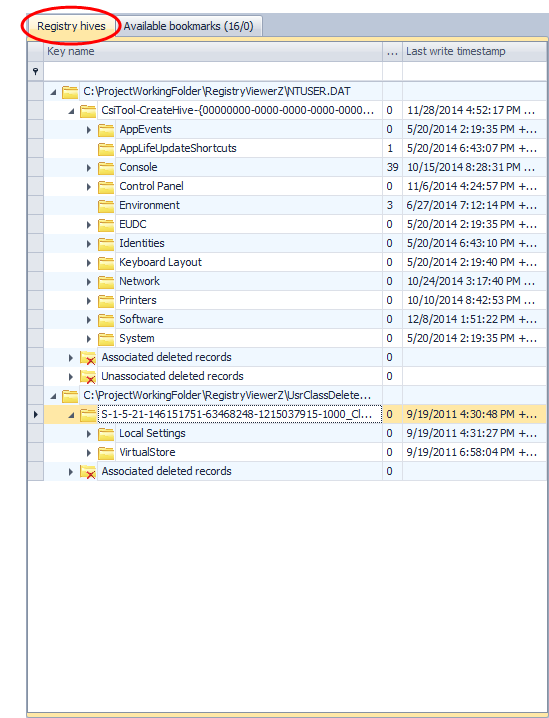 Registry hives Available bookmarks (16/0)
Key name ... Last write timestamp
C:\ProjectWorkingFolder\RegistryViewerZ\NTUSER.DAT
CsiTool-CreateHive-{00000000-0000-0000-0000-0000... 0 11/28/2014 4:52:17 PM ...
AppEvents 0 5/20/2014 2:19:35 PM +...
AppLifeUpdateShortcuts 1 5/20/2014 6:43:07 PM +...
Console 39 10/15/2014 8:28:31 PM ...
Control Panel 0 11/6/2014 4:24:57 PM +...
Environment 3 6/27/2014 7:12:14 PM +...
EUDC 0 5/20/2014 2:19:35 PM +...
Identities 0 5/20/2014 6:43:10 PM +...
Keyboard Layout 0 5/20/2014 2:19:40 PM +...
Network 0 10/24/2014 3:17:40 PM ...
Printers 0 10/10/2014 8:42:53 PM ...
Software 0 12/8/2014 1:51:22 PM +...
System 0 5/20/2014 2:19:35 PM +...
Associated deleted records 0
Unassociated deleted records 0
C:\ProjectWorkingFolder\RegistryViewerZ\UsrClassDelete...
S-1-5-21-146151751-63468248-1215037915-1000_Cl... 0 9/19/2011 4:30:48 PM +...
Local Settings 0 9/19/2011 4:31:27 PM +...
VirtualStore 0 9/19/2011 6:58:04 PM +...
Associated deleted records 0